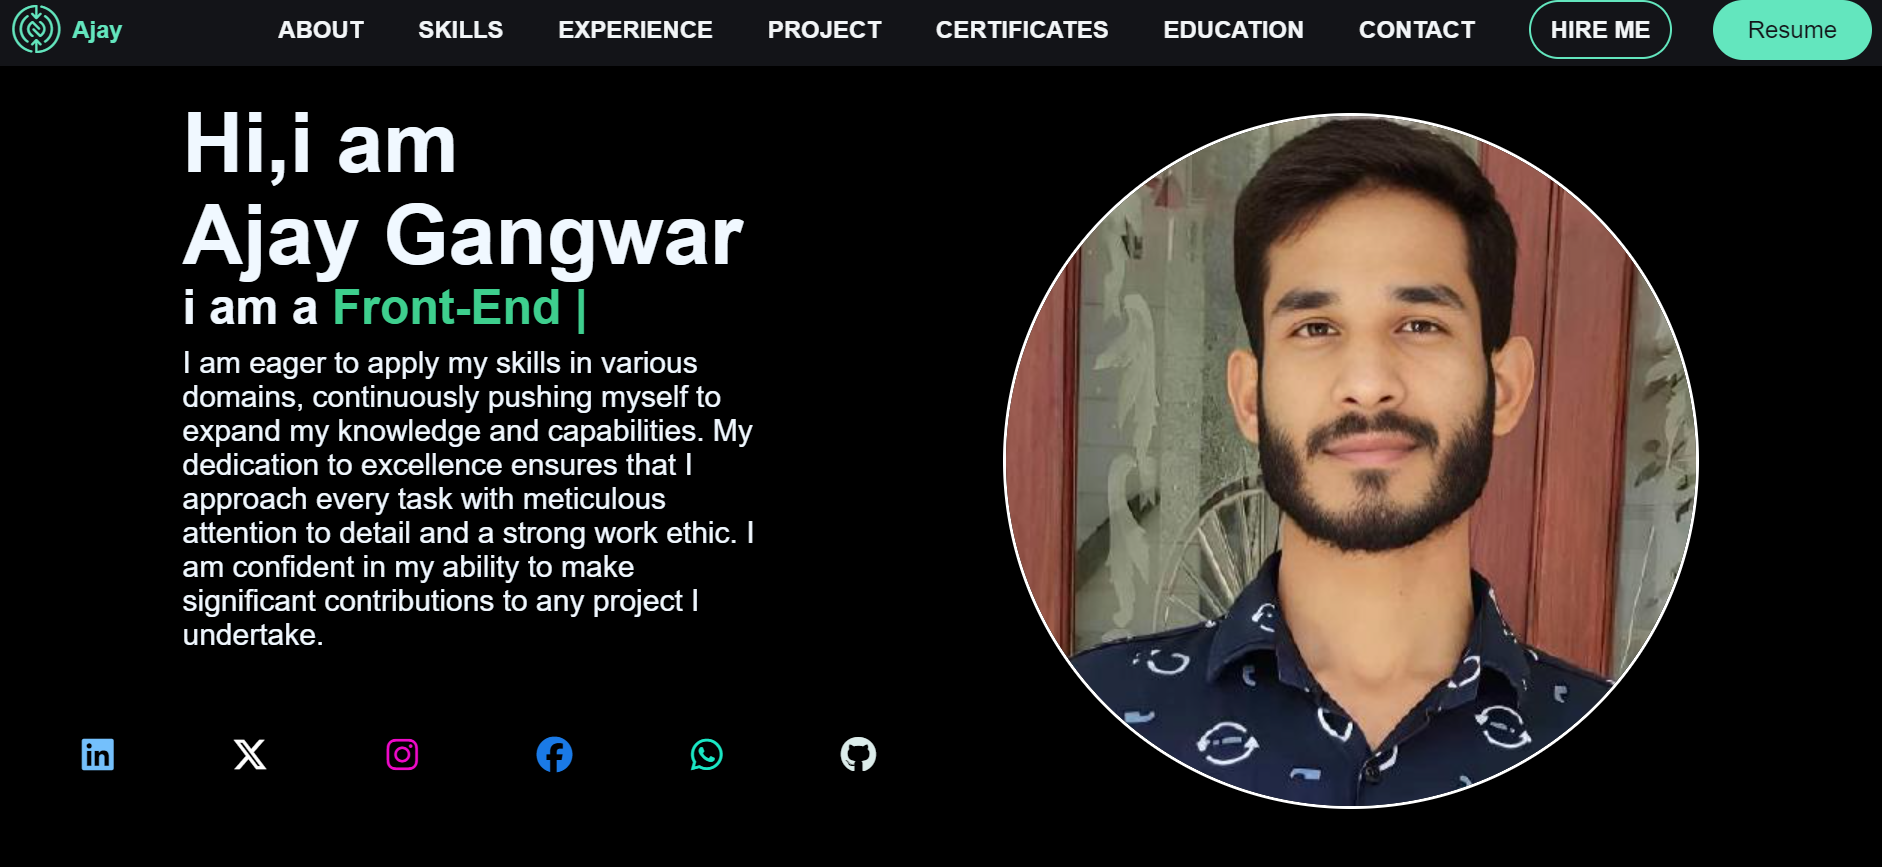 Ajay
ABOUT
SKILLS
EXPERIENCE
PROJECT
CERTIFICATES
EDUCATION
CONTACT
HIRE ME
Resume
Hi,i am
Ajay Gangwar
i am a Front-End |
I am eager to apply my skills in various
domains, continuously pushing myself to
expand my knowledge and capabilities. My
dedication to excellence ensures that I
approach every task with meticulous
attention to detail and a strong work ethic. I
am confident in my ability to make
significant contributions to any project I
undertake.